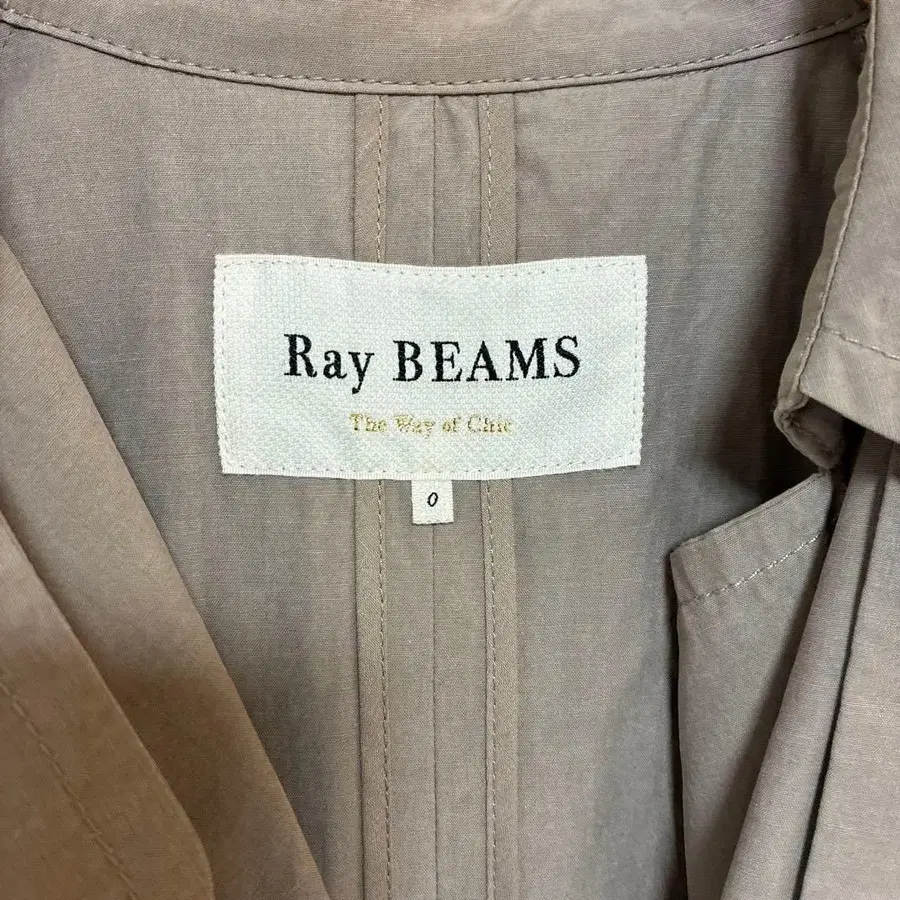 Ray BEAMS
The Way of Chic
0